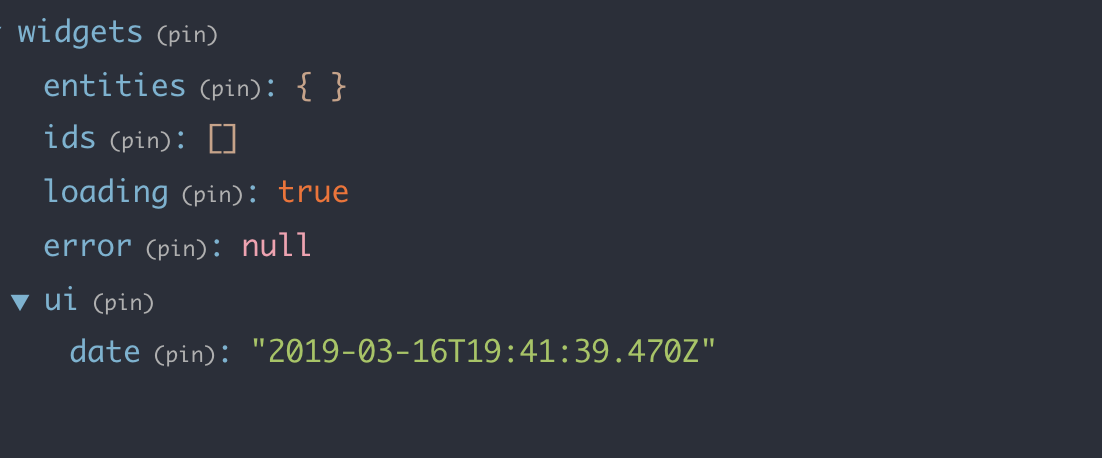 widgets (pin)
entities (pin): { }
ids (pin): []
loading (pin): true
error (pin): null
▼ ui (pin)
date (pin): "2019-03-16T19:41:39.470Z"